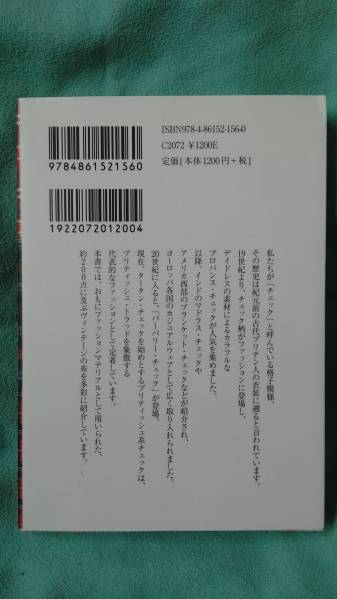 ISBN978-4-86152-156-0
C2072 ¥1200E
定価[本体1200円+税]
9784861521560
1922072012004
私たちが「チェック」と呼んでいる格子模様。
その歴史は紀元前の古代ブリテン人の衣装に遡ると言われています。
19世紀より、チェック柄がファッションに登場し、
デイドレスの素材によるカラフルな
プロバンス・チェックが人気を集めました。
以降、インドのマドラス・チェックや
アメリカ西部のブランケット・チェックなどが紹介され、
ヨーロッパ各国のカジュアルウェアとして広く取り入れられました。
20世紀に入ると、「バーバリー・チェック」が登場。
現在、タータン・チェックを始めとするブリティッシュ系チェックは、
ブリティッシュ・トラッドを象徴する
代表的なファッションとして定着しています。
本書では、おもにファッションマテリアルとして用いられた、
約200点に及ぶヴィンテージの布を多彩に紹介しています。